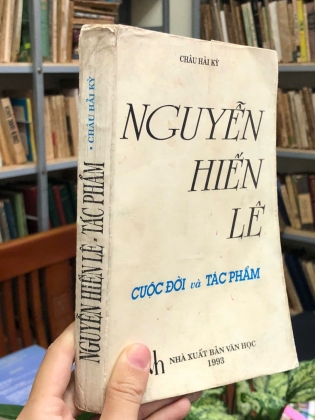 CHÂU HẢI KỲ
NGUYỄN
HIẾN
LÊ
CUỘC ĐỜI và TÁC PHẨM
NHÀ XUẤT BẢN VĂN HỌC
1993
NGUYỄN HIẾN LÊ - TÁC PHẨM • CHÂU HẢI KỲ